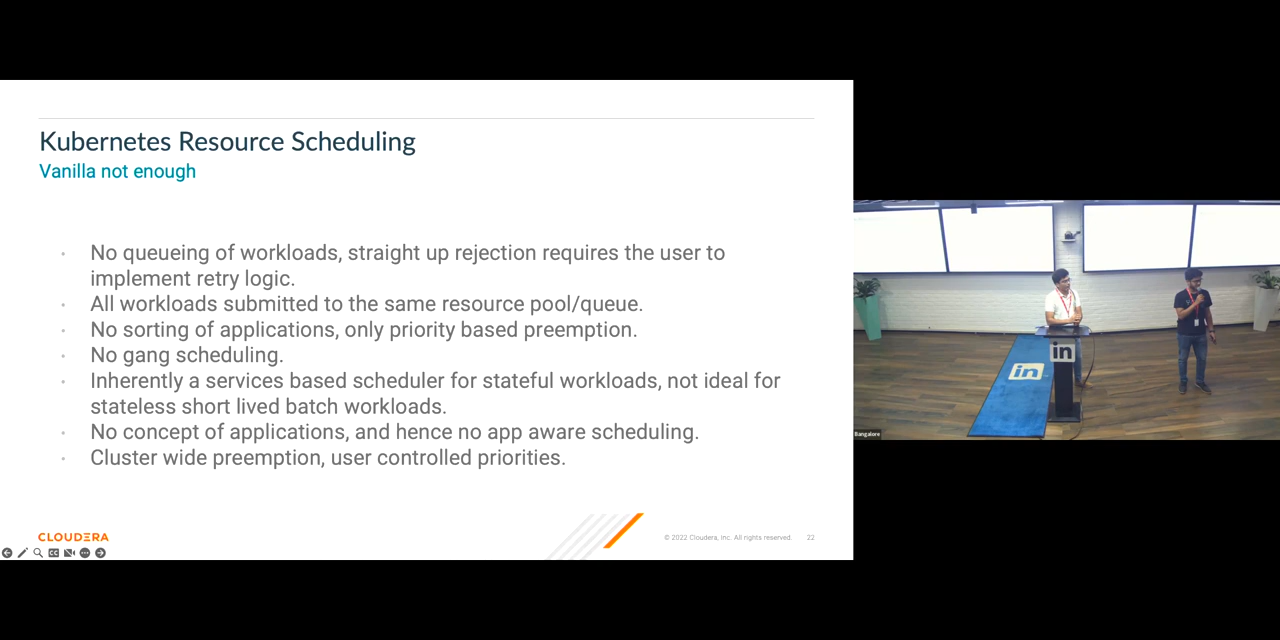 Kubernetes Resource Scheduling
Vanilla not enough
No queueing of workloads, straight up rejection requires the user to
implement retry logic.
All workloads submitted to the same resource pool/queue.
No sorting of applications, only priority based preemption.
No gang scheduling.
Inherently a services based scheduler for stateful workloads, not ideal for
stateless short lived batch workloads.
No concept of applications, and hence no app aware scheduling.
Cluster wide preemption, user controlled priorities.
CLOUDERA
© 2022 Cloudera, Inc. All rights reserved. 22
CC
in
in
Bangalore